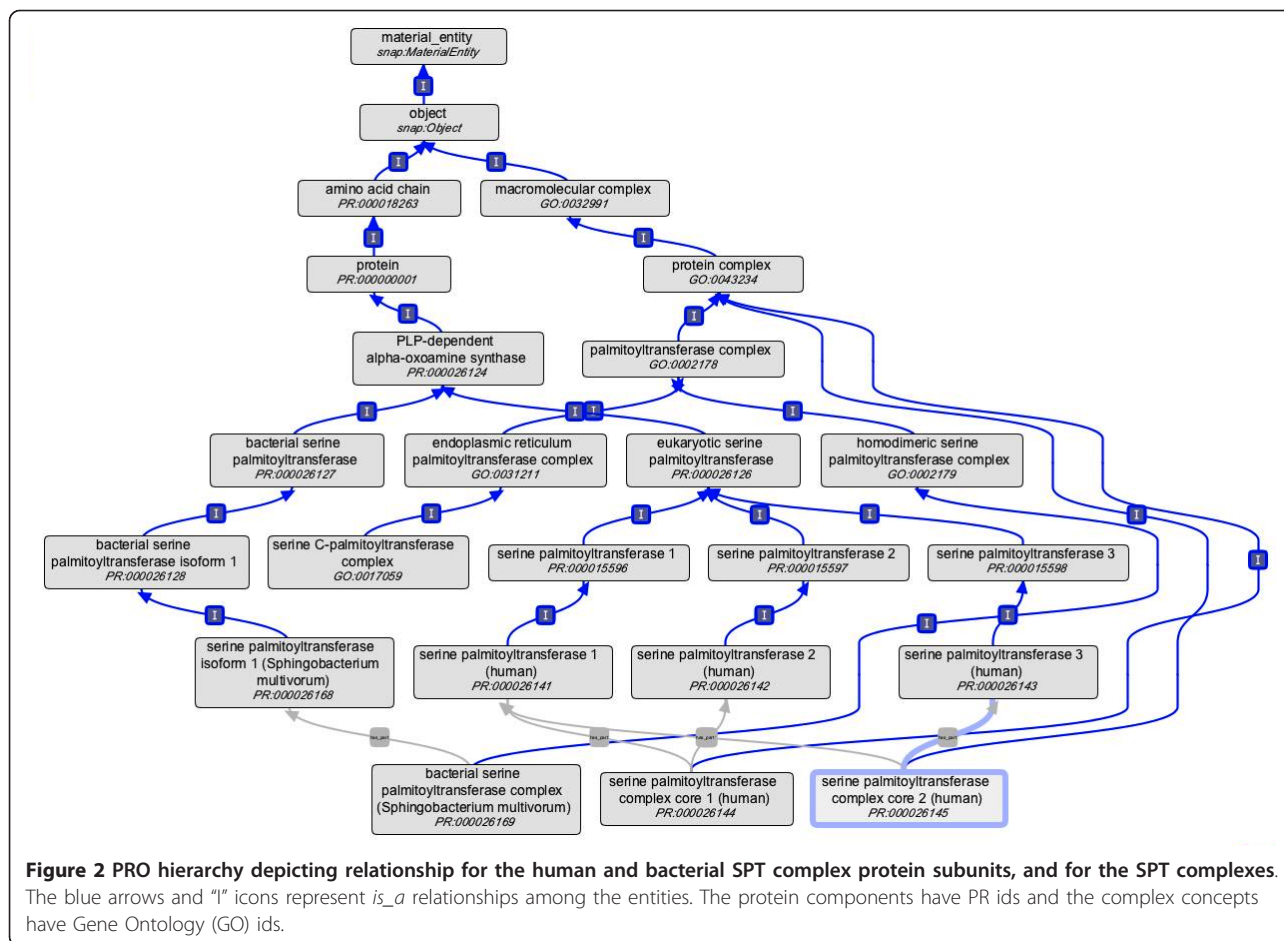 material_entity
snap:MaterialEntity
I
object
snap:Object
I
I
amino acid chain
PR:000018263
macromolecular complex
GO:0032991
I
I
protein
PR:000000001
protein complex
GO:0043234
I
I
PLP-dependent
alpha-oxoamine synthase
PR:000026124
palmitoyltransferase complex
GO:0002178
I
I
I
I
bacterial serine
palmitoyltransferase
PR:000026127
endoplasmic reticulum
palmitoyltransferase complex
GO:0031211
eukaryotic serine
palmitoyltransferase
PR:000026126
homodimeric serine
palmitoyltransferase complex
GO:0002179
I
I
I
I
I
I
I
bacterial serine
palmitoyltransferase isoform 1
PR:000026128
serine C-palmitoyltransferase
complex
GO:0017059
serine palmitoyltransferase 1
PR:000015596
serine palmitoyltransferase 2
PR:000015597
serine palmitoyltransferase 3
PR:000015598
I
I
I
I
I
serine palmitoyltransferase
isoform 1 (Sphingobacterium
multivorum)
PR:000026168
serine palmitoyltransferase 1
(human)
PR:000026141
serine palmitoyltransferase 2
(human)
PR:000026142
serine palmitoyltransferase 3
(human)
PR:000026143
bacterial serine
palmitoyltransferase complex
(Sphingobacterium multivorum)
PR:000026169
serine palmitoyltransferase
complex core 1 (human)
PR:000026144
serine palmitoyltransferase
complex core 2 (human)
PR:000026145
Figure 2 PRO hierarchy depicting relationship for the human and bacterial SPT complex protein subunits, and for the SPT complexes.
The blue arrows and "I" icons represent is_a relationships among the entities. The protein components have PR ids and the complex concepts
have Gene Ontology (GO) ids.